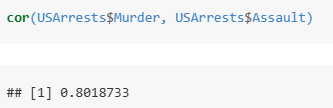 cor(USArrests$Murder, USArrests$Assault)
## [1] 0.8018733